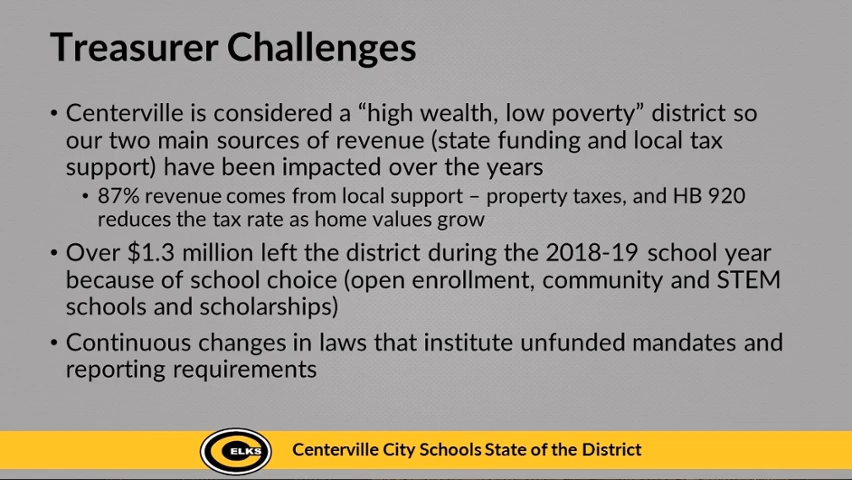 Treasurer Challenges
• Centerville is considered a “high wealth, low poverty” district so
our two main sources of revenue (state funding and local tax
support) have been impacted over the years
• 87% revenue comes from local support – property taxes, and HB 920
reduces the tax rate as home values grow
• Over $1.3 million left the district during the 2018-19 school year
because of school choice (open enrollment, community and STEM
schools and scholarships)
• Continuous changes in laws that institute unfunded mandates and
reporting requirements
ELKS
Centerville City Schools State of the District